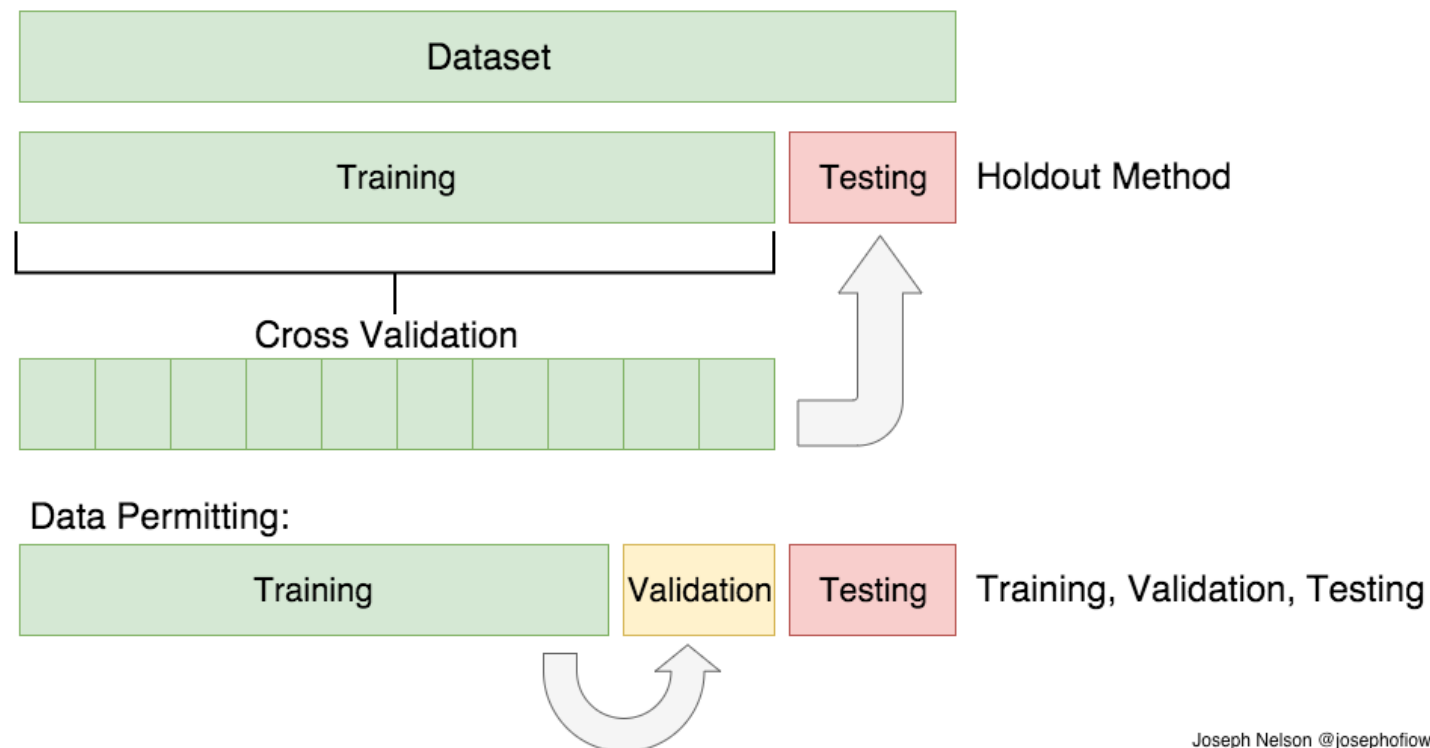 Dataset
Training Testing Holdout Method
Cross Validation
Data Permitting:
Training Validation Testing Training, Validation, Testing
Joseph Nelson @josephofiow